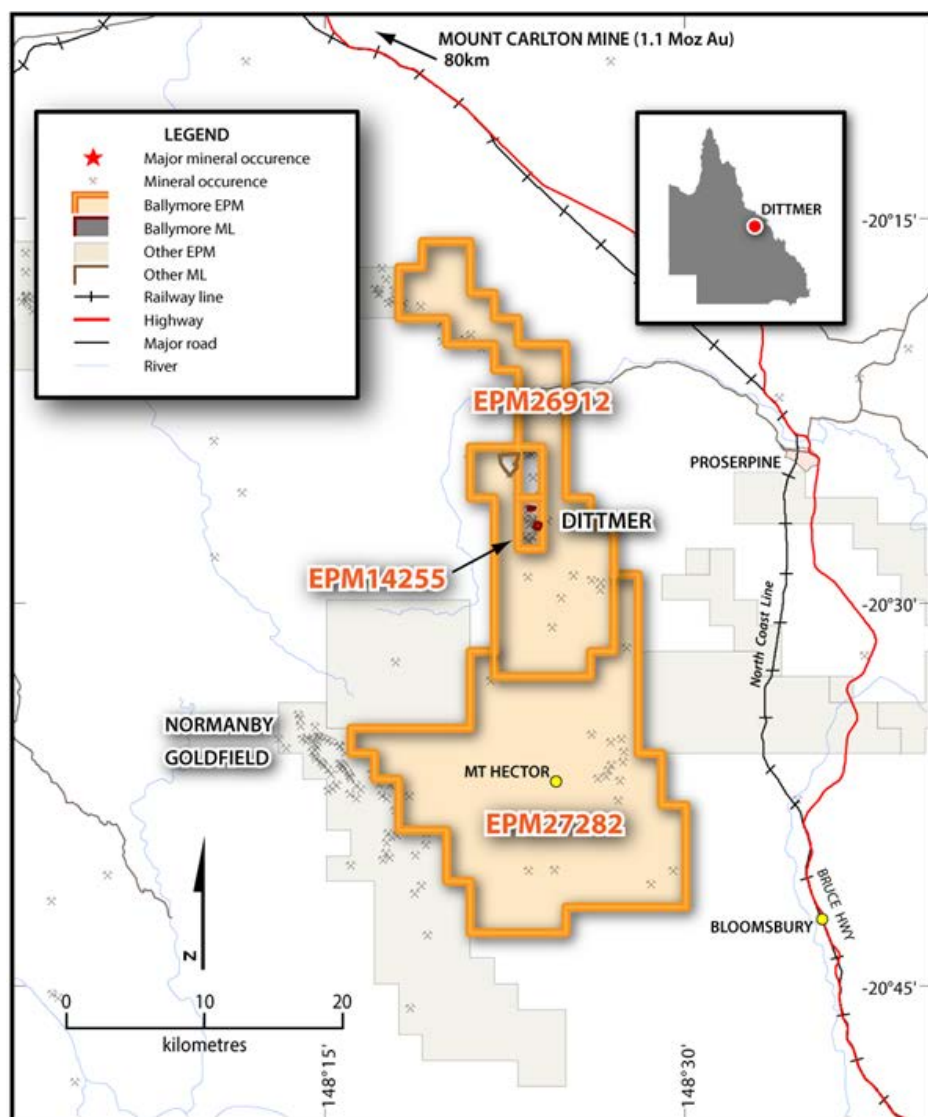 MOUNT CARLTON MINE (1.1 Moz Au)
80km
LEGEND
Major mineral occurence
Mineral occurence
Ballymore EPM
Ballymore ML
Other EPM
Other ML
Railway line
Highway
Major road
River
DITTMER
-20°15'
EPM26912
PROSERPINE
DITTMER
EPM14255
-20°30'
North Coast Line
NORMANBY
GOLDFIELD
MT HECTOR
EPM27282
BRUCE HWY
BLOOMSBURY
N
-20°45'
0 10 20
kilometres
148°15'
148°30'